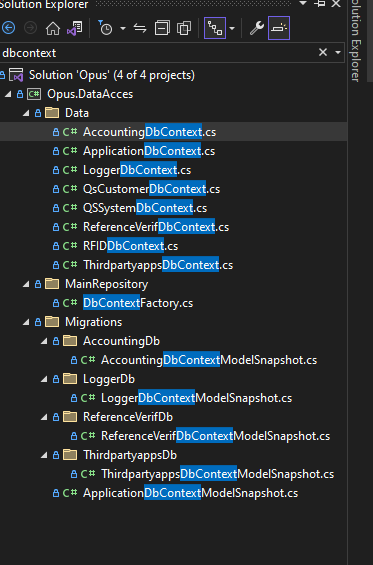 Solution Explorer
Solution Explorer
dbcontext
Solution 'Opus' (4 of 4 projects)
C# Opus.DataAcces
Data
C# AccountingDbContext.cs
C# ApplicationDbContext.cs
C# LoggerDbContext.cs
C# QsCustomerDbContext.cs
C# QSSystemDbContext.cs
C# ReferenceVerifDbContext.cs
C# RFIDDbContext.cs
C# ThirdpartyappsDbContext.cs
MainRepository
C# DbContextFactory.cs
Migrations
AccountingDb
C# AccountingDbContextModelSnapshot.cs
LoggerDb
C# LoggerDbContextModelSnapshot.cs
ReferenceVerifDb
C# ReferenceVerifDbContextModelSnapshot.cs
ThirdpartyappsDb
C# ThirdpartyappsDbContextModelSnapshot.cs
C# ApplicationDbContextModelSnapshot.cs